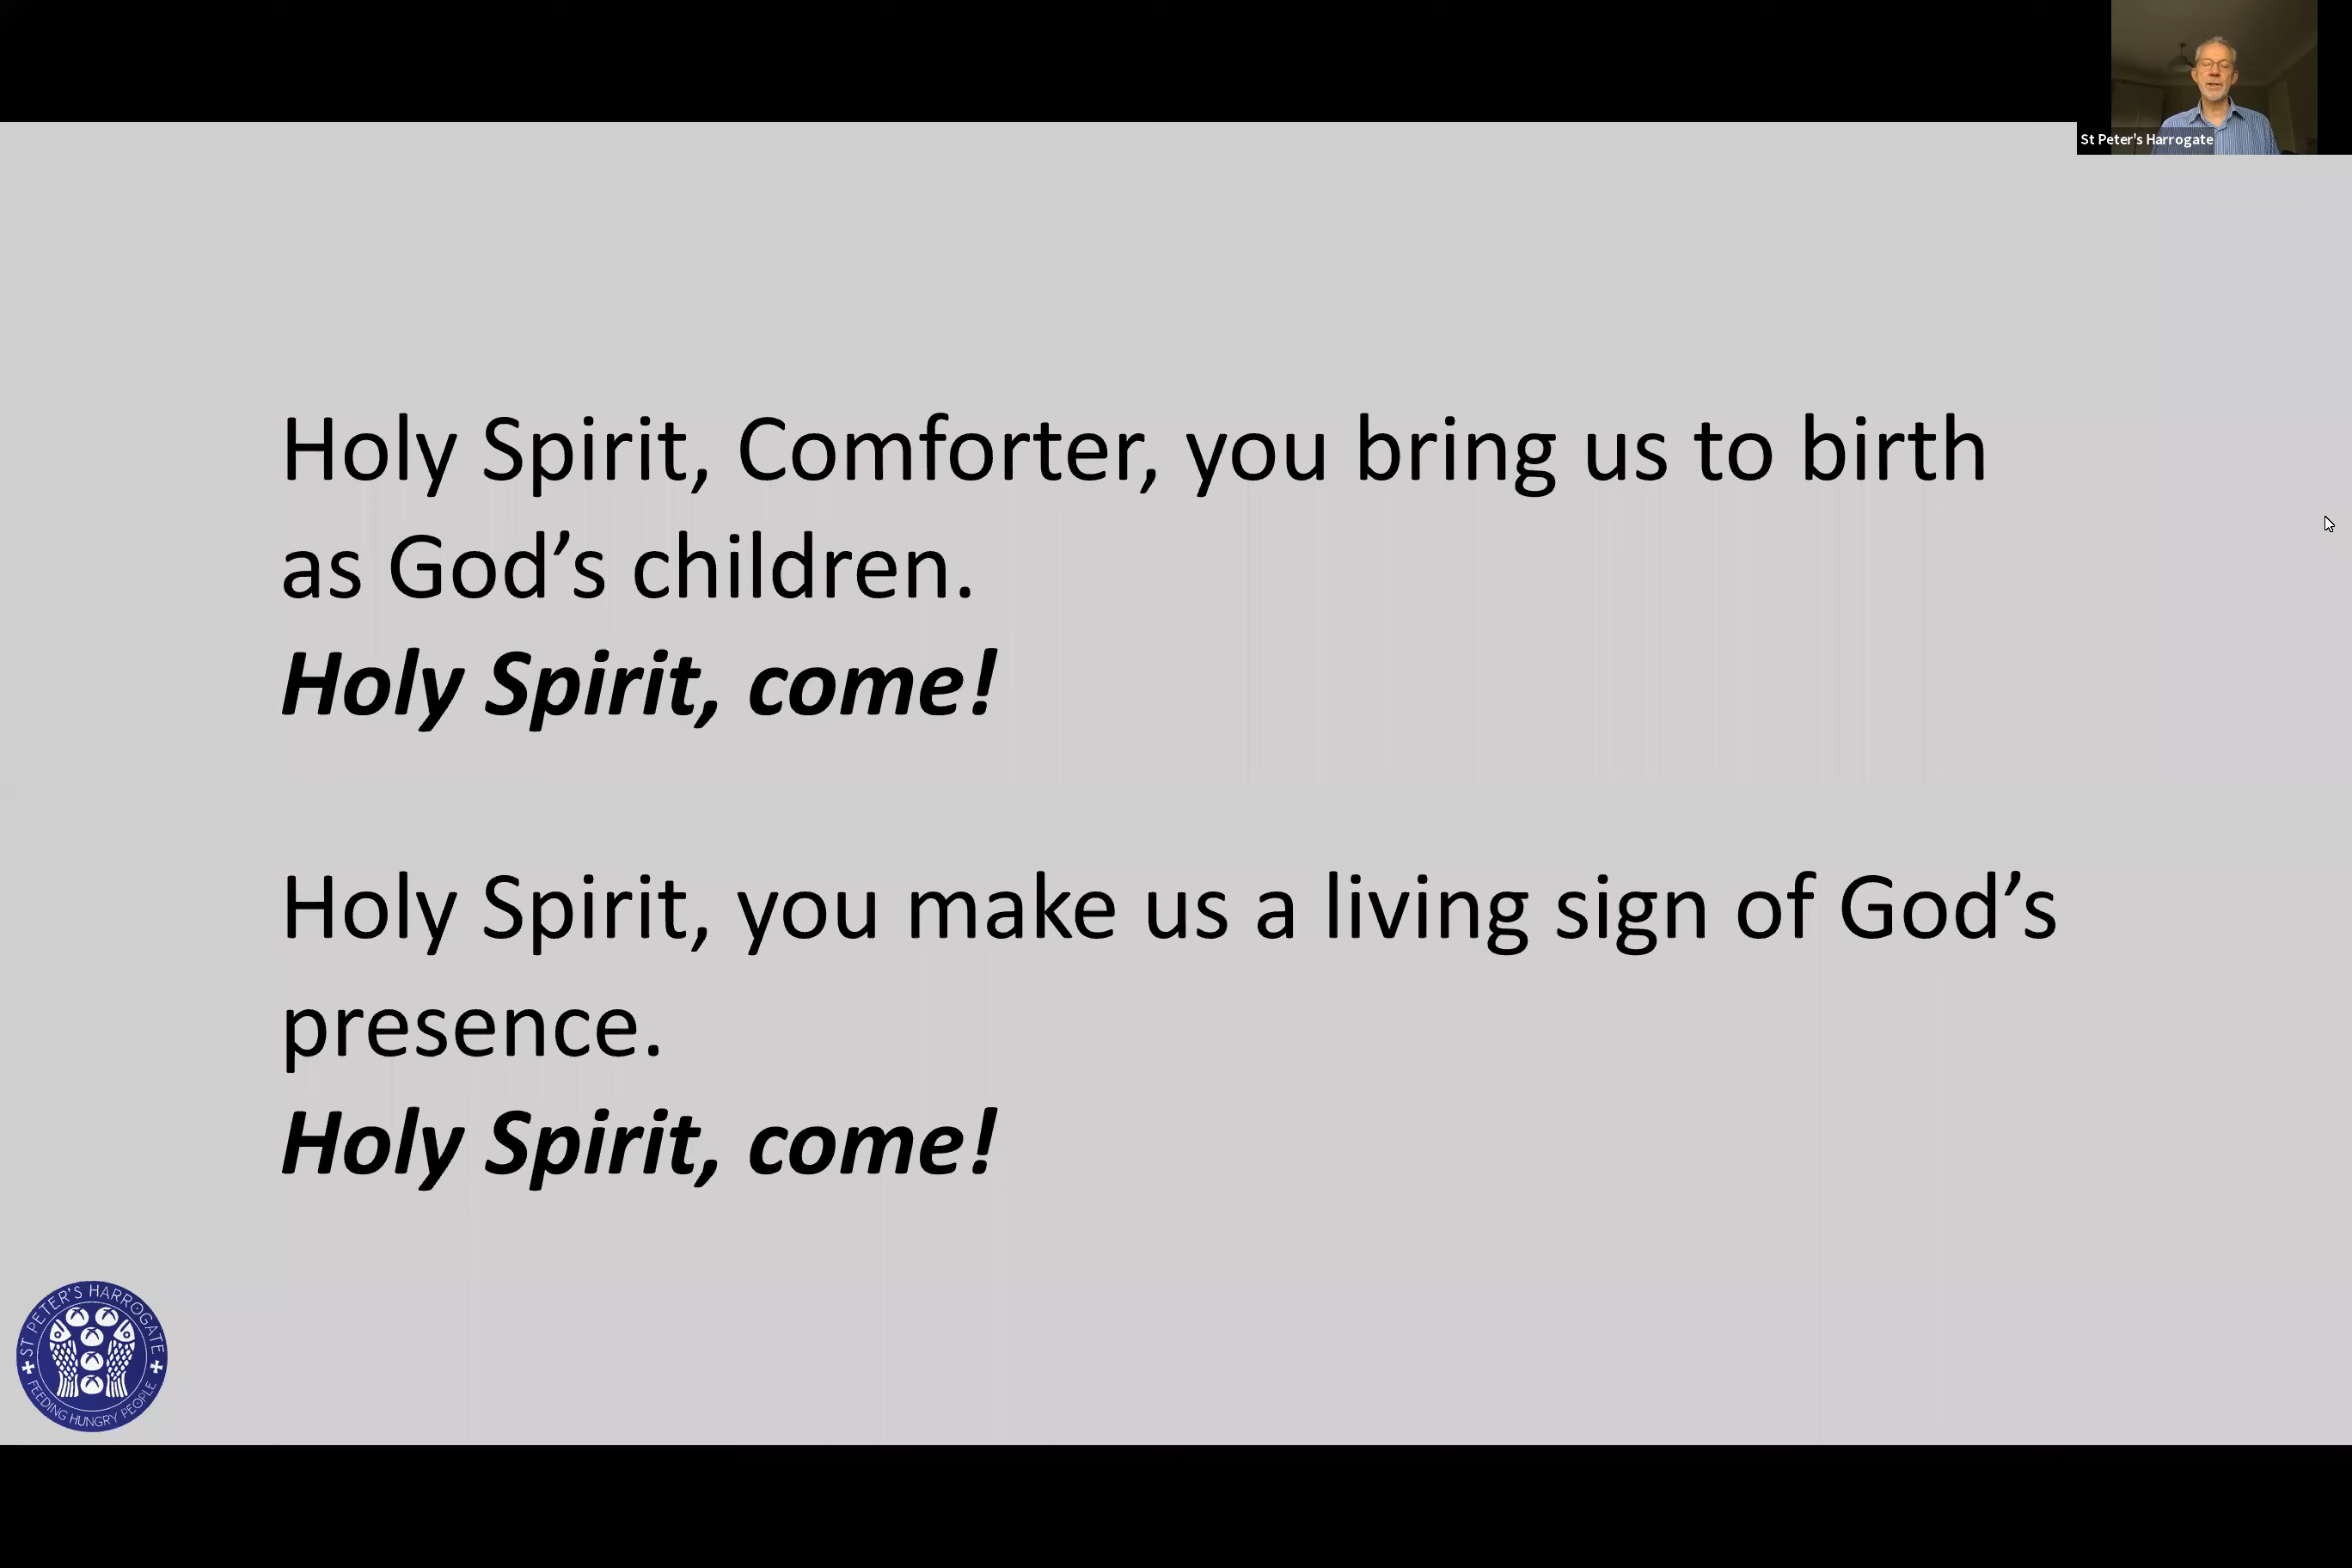 St Peter's Harrogate
Holy Spirit, Comforter, you bring us to birth
as God’s children.
Holy Spirit, come!
Holy Spirit, you make us a living sign of God’s
presence.
Holy Spirit, come!
ST PETER'S HARROGATE
FEEDING HUNGRY PEOPLE